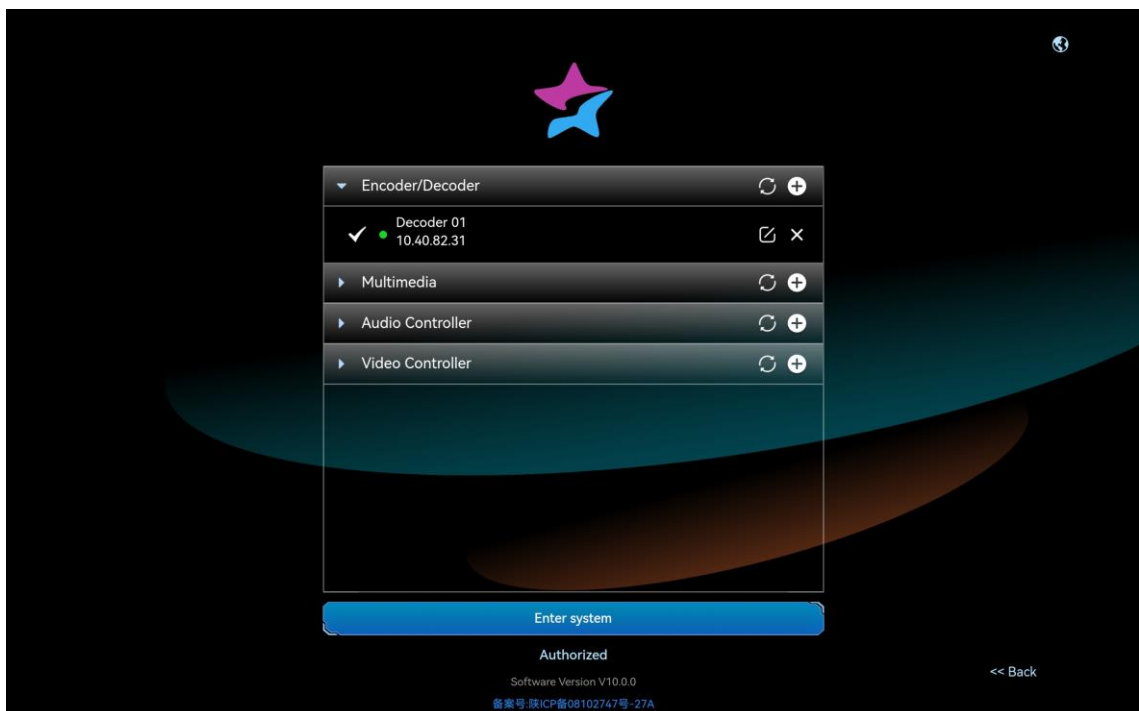 Encoder/Decoder
Decoder 01
10.40.82.31
Multimedia
Audio Controller
Video Controller
Enter system
Authorized
<< Back
Software Version V10.0.0
备案号:陕ICP备08102747号-27A